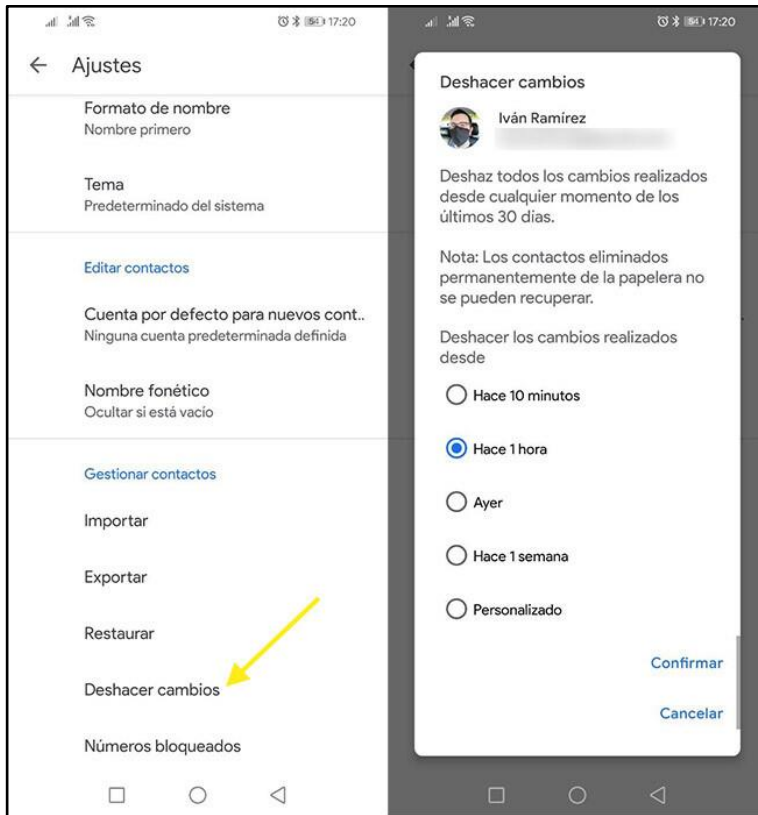 54 17:20
Ajustes
Formato de nombre
Nombre primero
Tema
Predeterminado del sistema
Editar contactos
Cuenta por defecto para nuevos cont..
Ninguna cuenta predeterminada definida
Nombre fonético
Ocultar si está vacio
Gestionar contactos
Importar
Exportar
Restaurar
Deshacer cambios
Números bloqueados
54 17:20
Deshacer cambios
Iván Ramírez
Deshaz todos los cambios realizados
desde cualquier momento de los
últimos 30 días.
Nota: Los contactos eliminados
permanentemente de la papelera no
se pueden recuperar.
Deshacer los cambios realizados
desde
Hace 10 minutos
Hace 1 hora
Ayer
Hace 1 semana
Personalizado
Confirmar
Cancelar